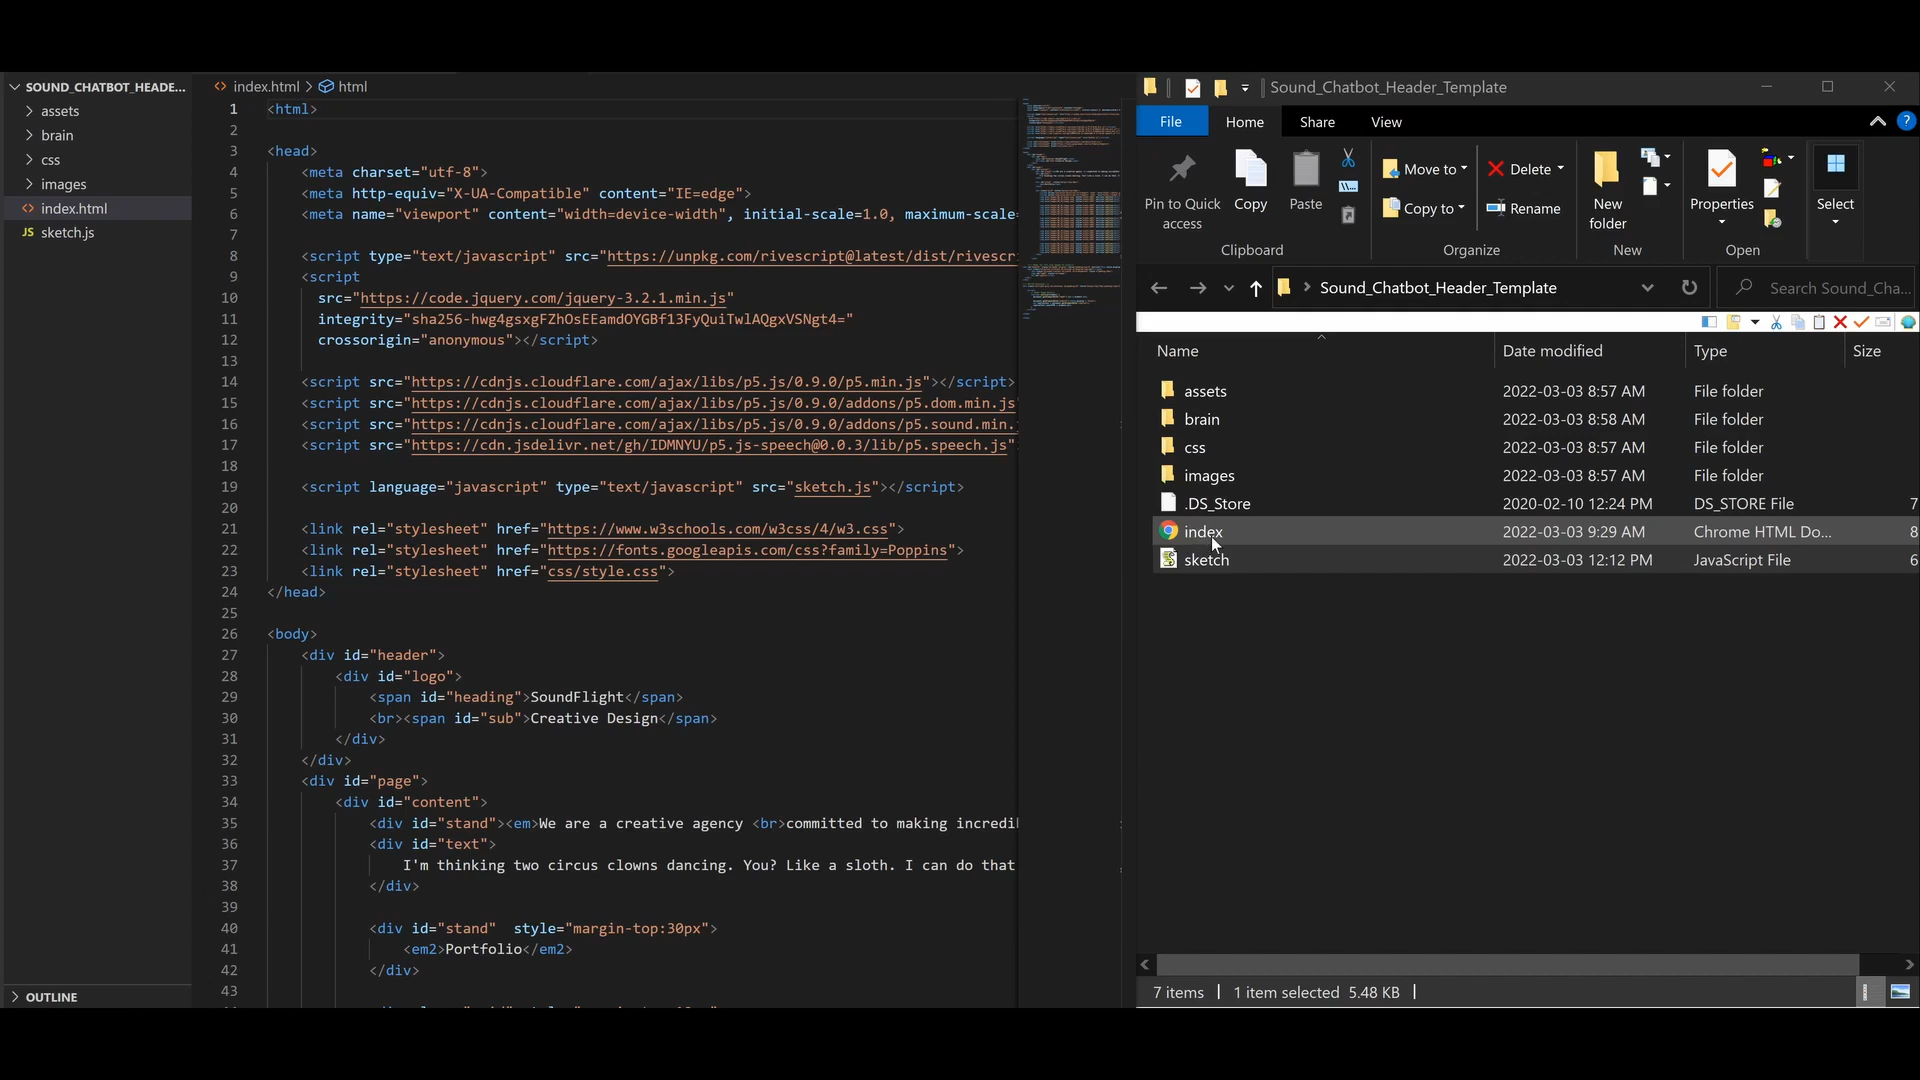 SOUND_CHATBOT_HEADE...
assets
brain
css
images
index.html
sketch.js
OUTLINE
index.html
html
1 <html>
2
3 <head>
4 <meta charset="utf-8">
5 <meta http-equiv="X-UA-Compatible" content="IE=edge">
6 <meta name="viewport" content="width=device-width", initial-scale=1.0, maximum-scale=
7
8 <script type="text/javascript" src="https://unpkg.com/rivescript@latest/dist/rivescri
9 <script
10 src="https://code.jquery.com/jquery-3.2.1.min.js"
11 integrity="sha256-hwg4gsxgFZhOsEEamdOYGBf13FyQuiTwlAQgxVSNgt4="
12 crossorigin="anonymous"></script>
13
14 <script src="https://cdnjs.cloudflare.com/ajax/libs/p5.js/0.9.0/p5.min.js"></script>
15 <script src="https://cdnjs.cloudflare.com/ajax/libs/p5.js/0.9.0/addons/p5.dom.min.js
16 <script src="https://cdnjs.cloudflare.com/ajax/libs/p5.js/0.9.0/addons/p5.sound.min.
17 <script src="https://cdn.jsdelivr.net/gh/IDMNYU/p5.js-speech@0.0.3/lib/p5.speech.js"
18
19 <script language="javascript" type="text/javascript" src="sketch.js"></script>
20
21 <link rel="stylesheet" href="https://www.w3schools.com/w3css/4/w3.css">
22 <link rel="stylesheet" href="https://fonts.googleapis.com/css?family=Poppins">
23 <link rel="stylesheet" href="css/style.css">
24 </head>
25
26 <body>
27 <div id="header">
28 <div id="logo">
29 <span id="heading">SoundFlight</span>
30 <br><span id="sub">Creative Design</span>
31 </div>
32 </div>
33 <div id="page">
34 <div id="content">
35 <div id="stand"><em>We are a creative agency <br>committed to making incredi
36 <div id="text">
37 I'm thinking two circus clowns dancing. You? Like a sloth. I can do that
38 </div>
39
40 <div id="stand"  style="margin-top:30px">
41 <em2>Portfolio</em2>
42 </div>
43
Sound_Chatbot_Header_Template
File Home Share View
Pin to Quick access
Copy
Paste
Clipboard
Move to
Copy to
Delete
Rename
Organize
New folder
New
Properties
Open
Select
Sound_Chatbot_Header_Template
Search Sound_Cha...
Name Date modified Type Size
assets 2022-03-03 8:57 AM File folder
brain 2022-03-03 8:58 AM File folder
css 2022-03-03 8:57 AM File folder
images 2022-03-03 8:57 AM File folder
.DS_Store 2020-02-10 12:24 PM DS_STORE File 7
index 2022-03-03 9:29 AM Chrome HTML Do... 8
sketch 2022-03-03 12:12 PM JavaScript File 6
7 items 1 item selected 5.48 KB